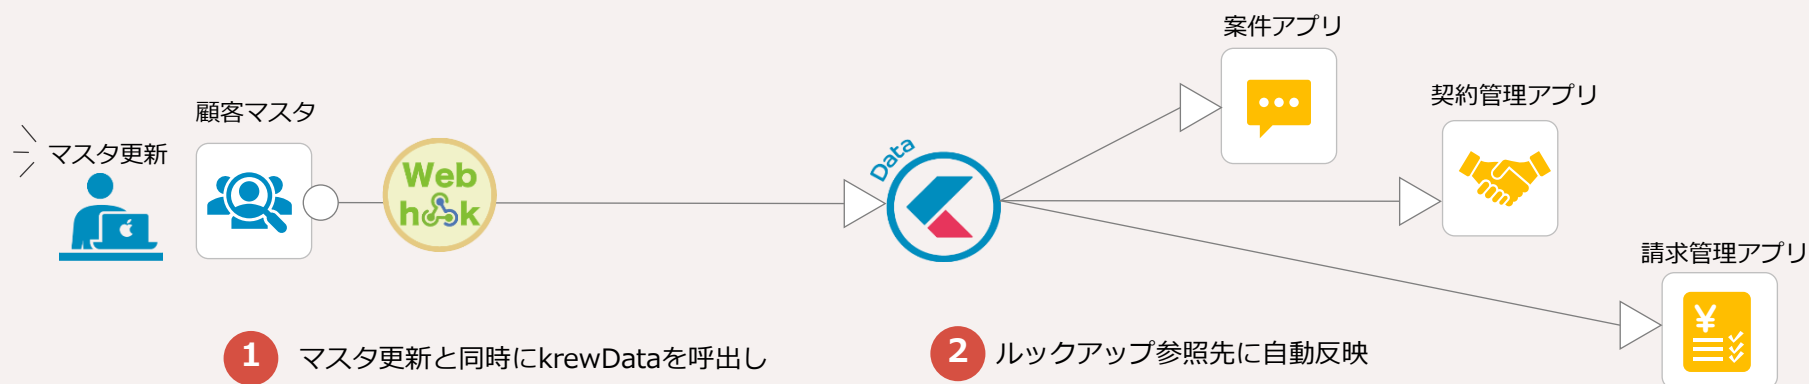 マスタ更新
顧客マスタ
Web
hook
Data
案件アプリ
契約管理アプリ
請求管理アプリ
¥
1 マスタ更新と同時にkrewDataを呼出し
2 ルックアップ参照先に自動反映